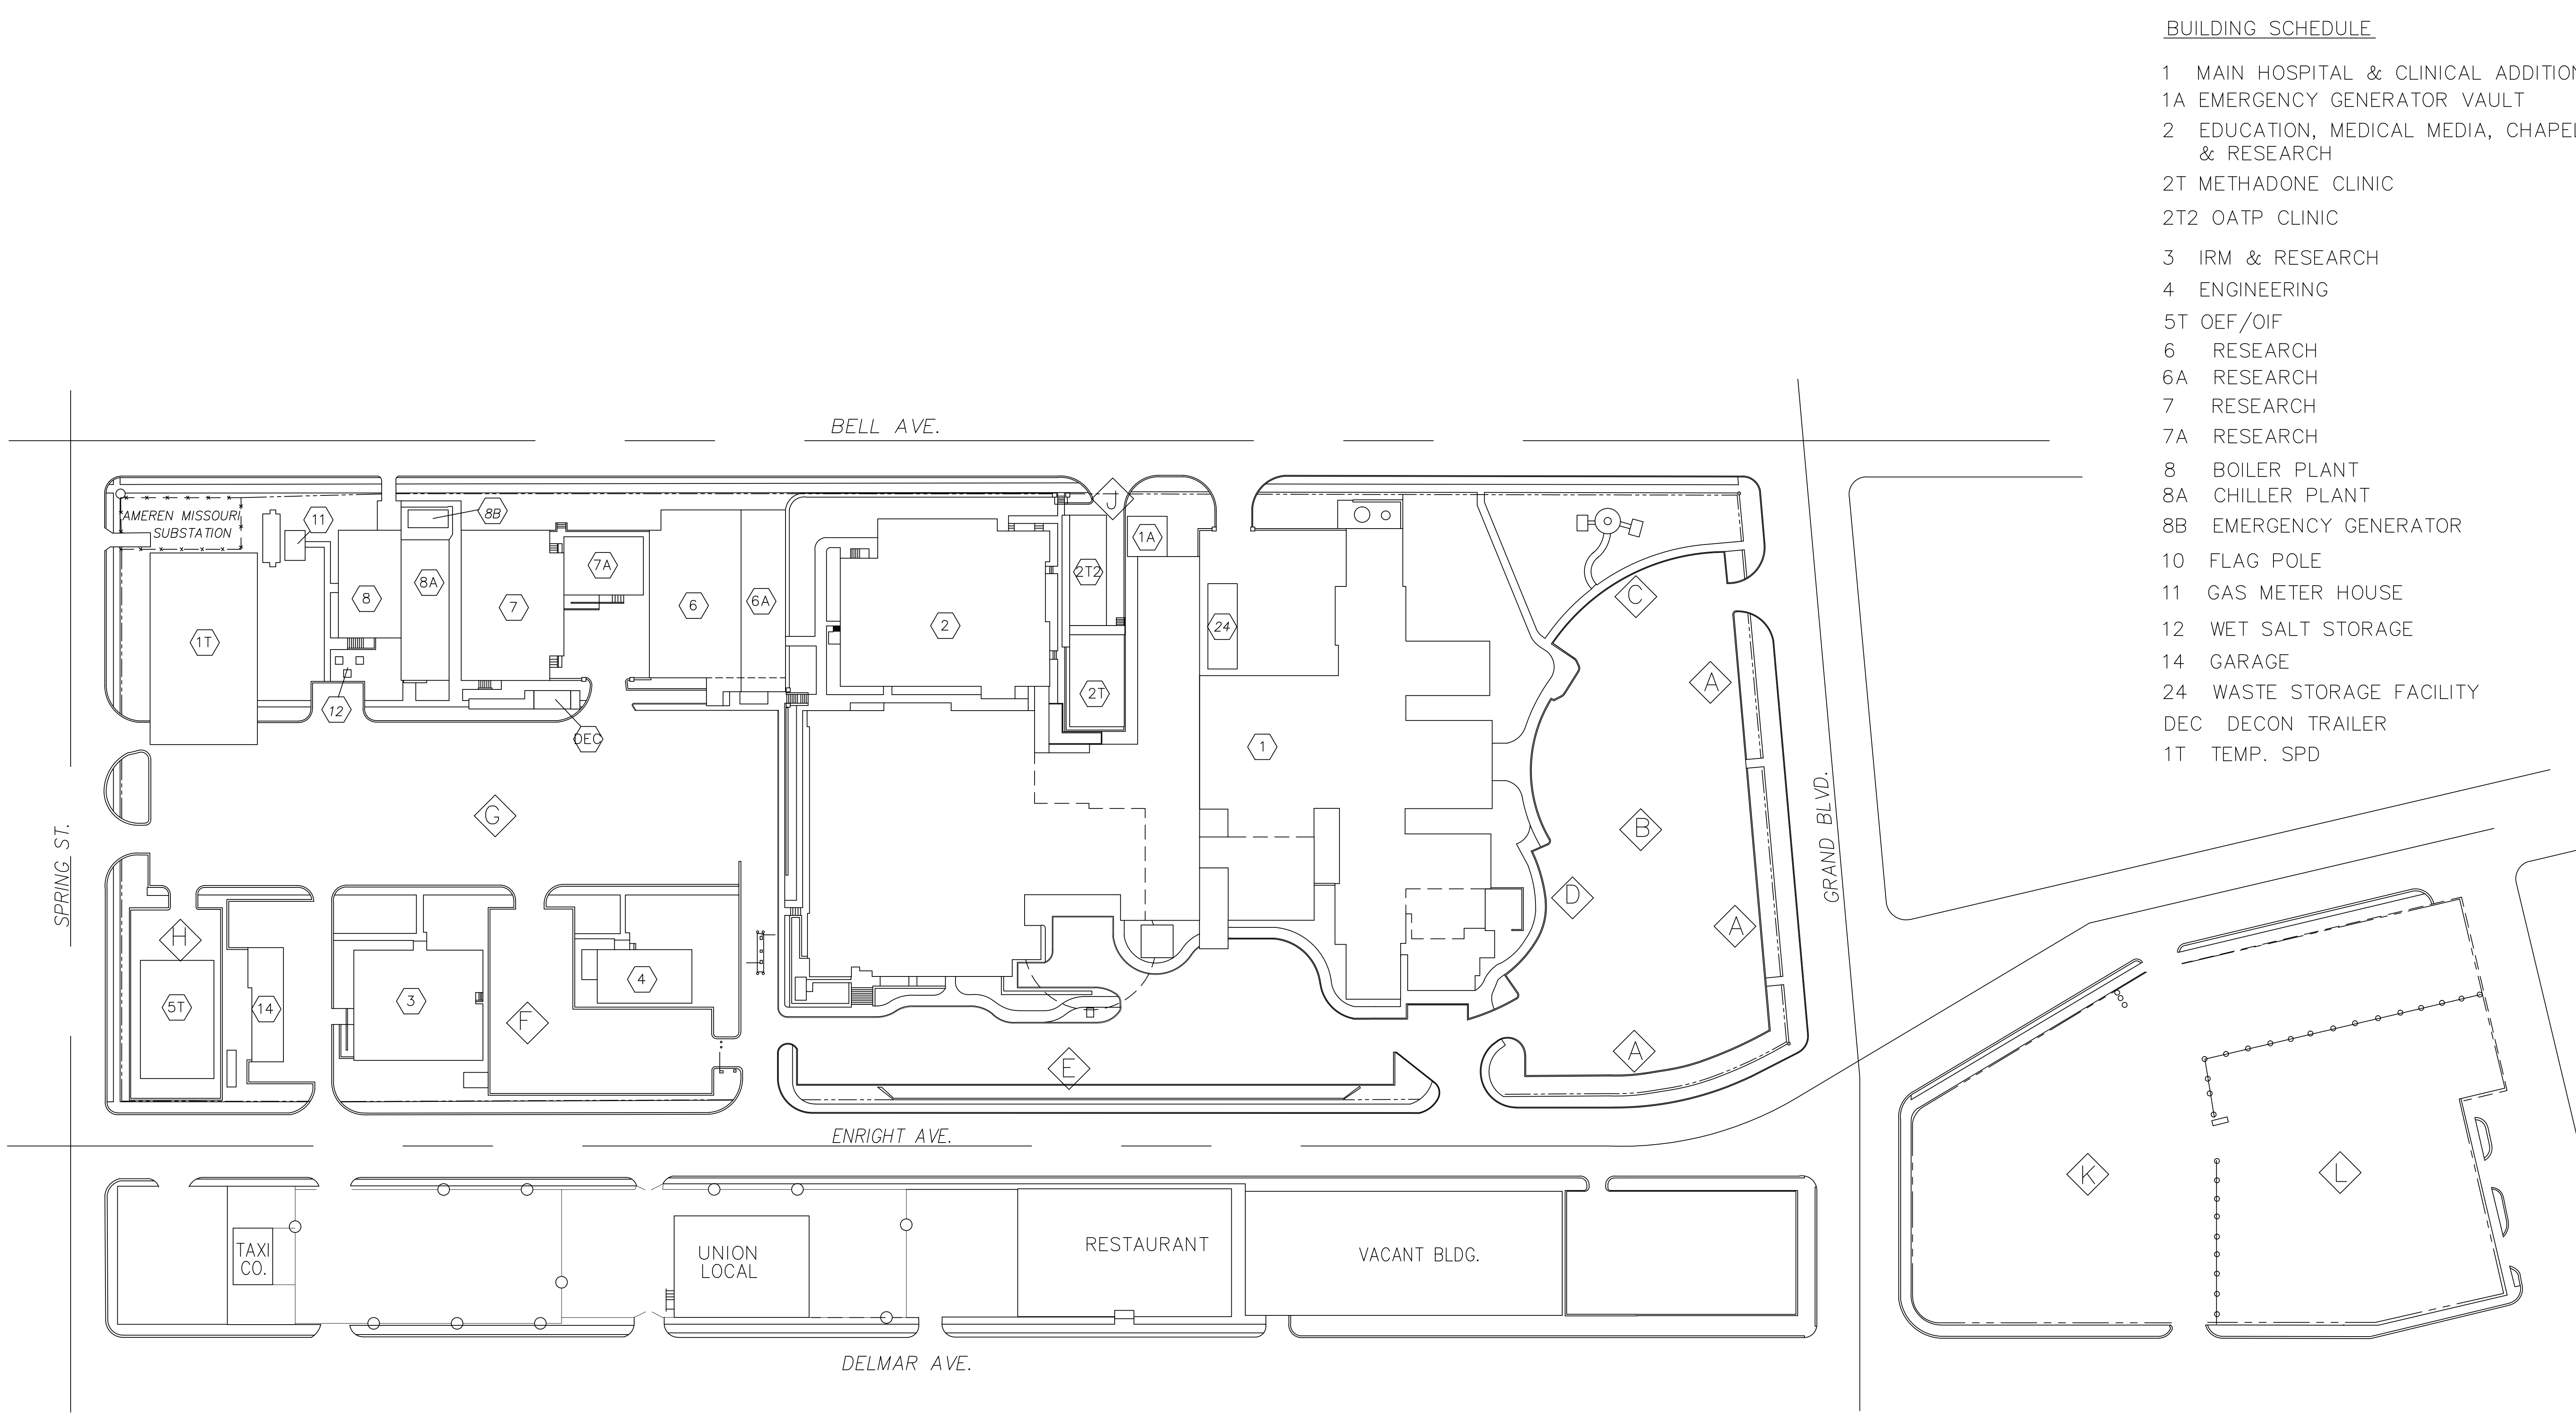 BUILDING SCHEDULE
1 MAIN HOSPITAL & CLINICAL ADDITION
1A EMERGENCY GENERATOR VAULT
2 EDUCATION, MEDICAL MEDIA, CHAPEL
& RESEARCH
2T METHADONE CLINIC
2T2 OATP CLINIC
3 IRM & RESEARCH
4 ENGINEERING
5T OEF/OIF
6 RESEARCH
6A RESEARCH
7 RESEARCH
7A RESEARCH
8 BOILER PLANT
8A CHILLER PLANT
8B EMERGENCY GENERATOR
10 FLAG POLE
11 GAS METER HOUSE
12 WET SALT STORAGE
14 GARAGE
24 WASTE STORAGE FACILITY
DEC DECON TRAILER
1T TEMP. SPD
BELL AVE.
AMEREN MISSOURI
SUBSTATION
11
8B
J
1A
7A
2T2
8A
C
8
7
6
6A
2
24
1T
A
2T
12
DEC
1
G
B
SPRING ST.
GRAND BLVD.
D
A
H
4
5T
14
3
F
A
E
ENRIGHT AVE.
K
L
TAXI
CO.
UNION
LOCAL
RESTAURANT
VACANT BLDG.
DELMAR AVE.